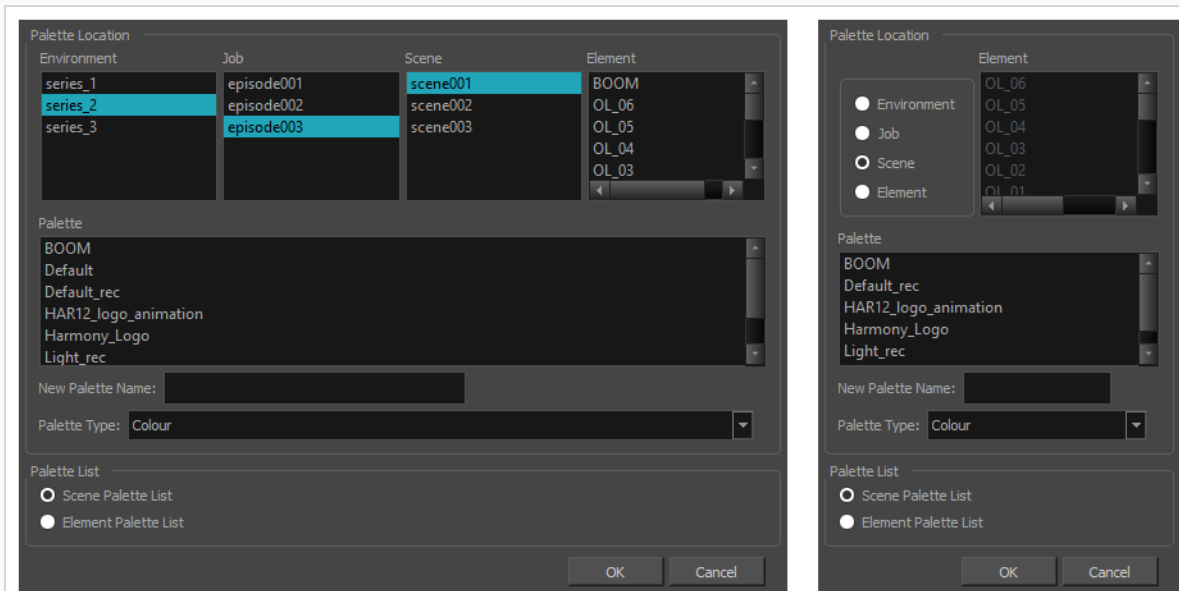 Palette Location
Environment Job Scene Element
series_1 episode001 scene001 BOOM
series_2 episode002 scene002 OL_06
series_3 episode003 scene003 OL_05
OL_04
OL_03
Palette
BOOM
Default
Default_rec
HAR12_logo_animation
Harmony_Logo
Light_rec
New Palette Name:
Palette Type: Colour
Palette List
Scene Palette List
Element Palette List
OK Cancel
Palette Location
Element
Environment
Job
Scene
Element
OL_06
OL_05
OL_04
OL_03
OL_02
OL_01
Palette
BOOM
Default_rec
HAR12_logo_animation
Harmony_Logo
Light_rec
New Palette Name:
Palette Type: Colour
Palette List
Scene Palette List
Element Palette List
OK Cancel